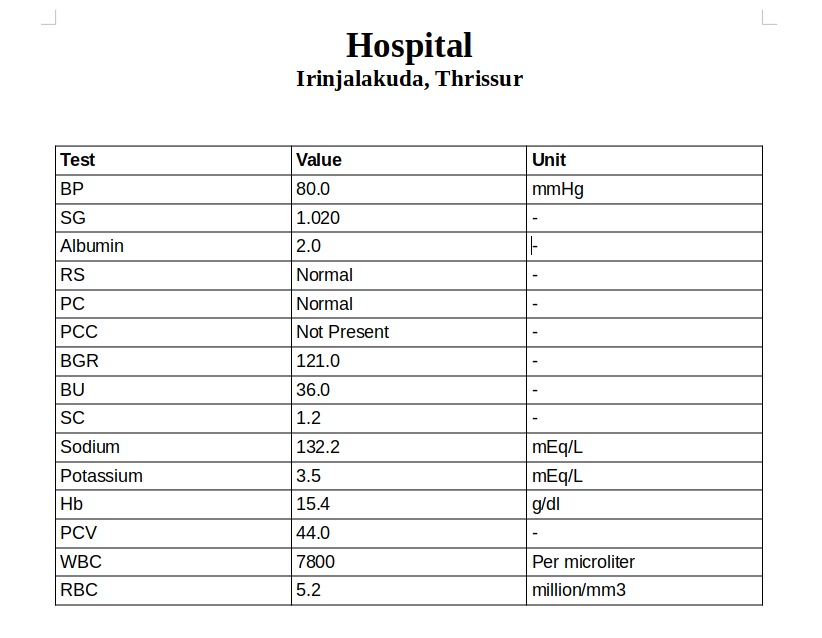 Hospital
Irinjalakuda, Thrissur
Test Value Unit
BP 80.0 mmHg
SG 1.020 -
Albumin 2.0 -
RS Normal -
PC Normal -
PCC Not Present -
BGR 121.0 -
BU 36.0 -
SC 1.2 -
Sodium 132.2 mEq/L
Potassium 3.5 mEq/L
Hb 15.4 g/dl
PCV 44.0 -
WBC 7800 Per microliter
RBC 5.2 million/mm3